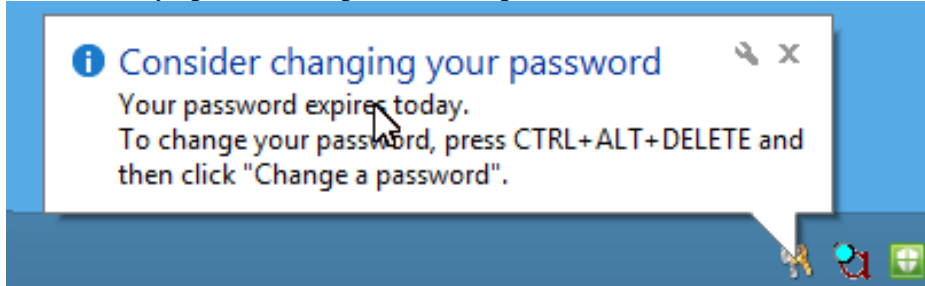 Consider changing your password
Your password expires today.
To change your password, press CTRL+ALT+DELETE and
then click "Change a password".